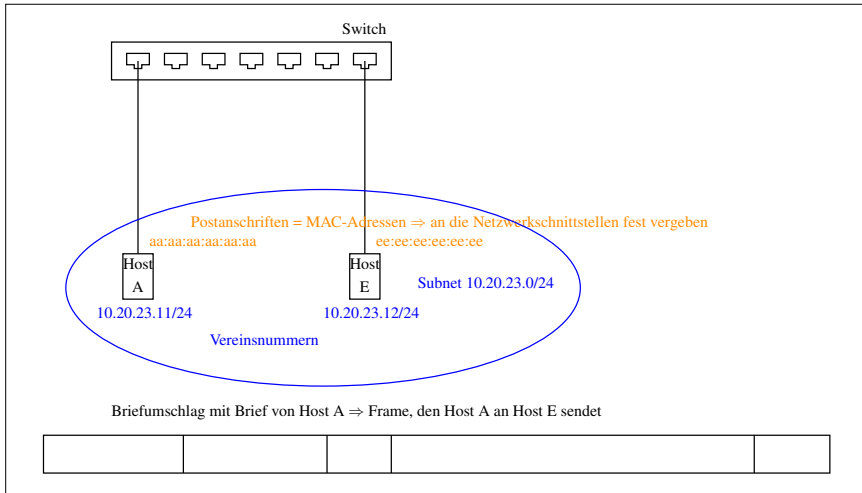 Switch
Postanschriften = MAC-Adressen ⇒ an die Netzwerkschnittstellen fest vergeben
aa:aa:aa:aa:aa:aa
ee:ee:ee:ee:ee:ee
Host
A
Host
E
Subnet 10.20.23.0/24
10.20.23.11/24
10.20.23.12/24
Vereinsnummern
Briefumschlag mit Brief von Host A ⇒ Frame, den Host A an Host E sendet